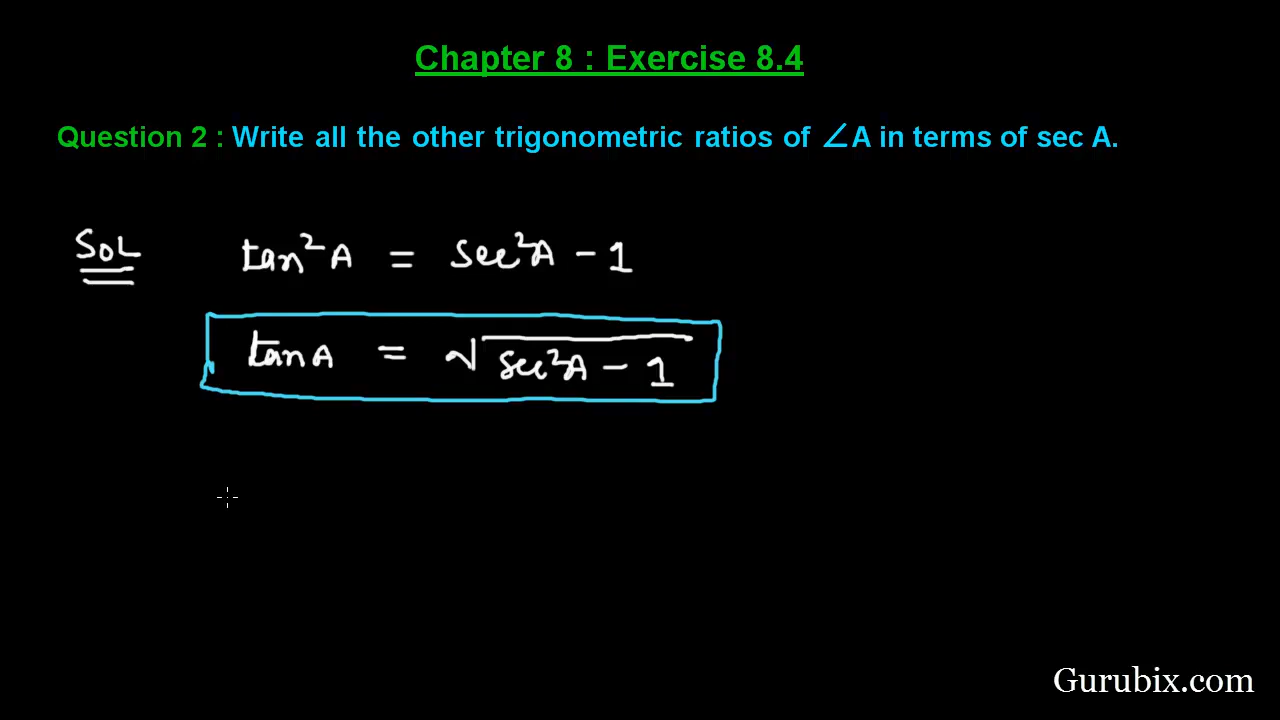 Chapter 8 : Exercise 8.4
Question 2 : Write all the other trigonometric ratios of ∠A in terms of sec A.
SOL tan²A = sec²A - 1
tan A = √(sec²A - 1)
Gurubix.com